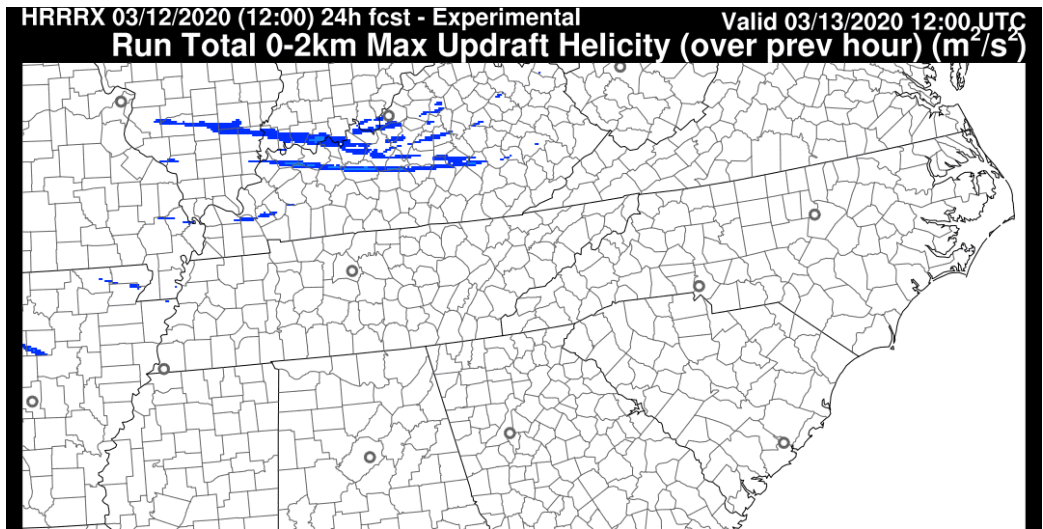 HRRRX 03/12/2020 (12:00) 24h fcst - Experimental
Valid 03/13/2020 12:00 UTC
Run Total 0-2km Max Updraft Helicity (over prev hour) (m²/s²)